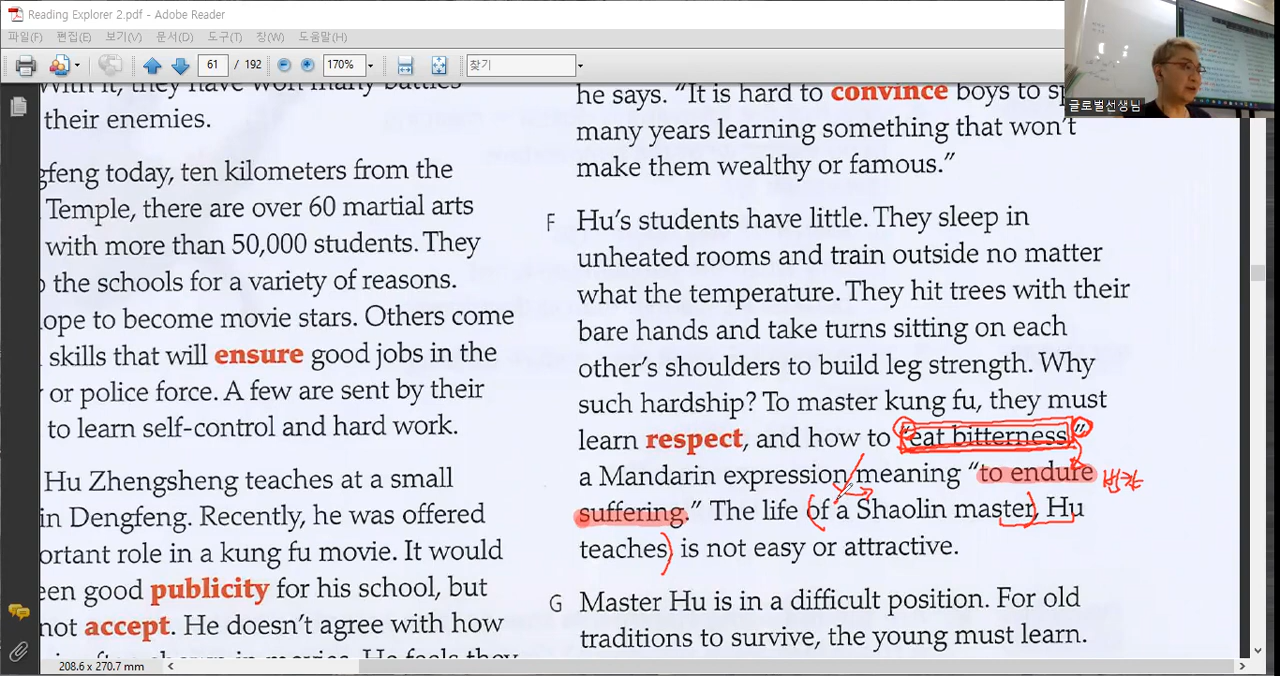 Reading Explorer 2.pdf - Adobe Reader
파일(F) 편집(E) 보기(V) 문서(D) 도구(T) 창(W) 도움말(H)
61 / 192 170% 찾기
글로벌선생님
With it, they have won many battles
their enemies.
gfeng today, ten kilometers from the
Temple, there are over 60 martial arts
with more than 50,000 students. They
the schools for a variety of reasons.
ope to become movie stars. Others come
skills that will ensure good jobs in the
or police force. A few are sent by their
to learn self-control and hard work.
Hu Zhengsheng teaches at a small
in Dengfeng. Recently, he was offered
ortant role in a kung fu movie. It would
een good publicity for his school, but
not accept. He doesn't agree with how
he says. "It is hard to convince boys to
many years learning something that won't
make them wealthy or famous."
F Hu's students have little. They sleep in
unheated rooms and train outside no matter
what the temperature. They hit trees with their
bare hands and take turns sitting on each
other's shoulders to build leg strength. Why
such hardship? To master kung fu, they must
learn respect, and how to "eat bitterness,"
a Mandarin expression meaning "to endure
suffering." The life of a Shaolin master, Hu
teaches, is not easy or attractive.
G Master Hu is in a difficult position. For old
traditions to survive, the young must learn.
208.6 x 270.7 mm